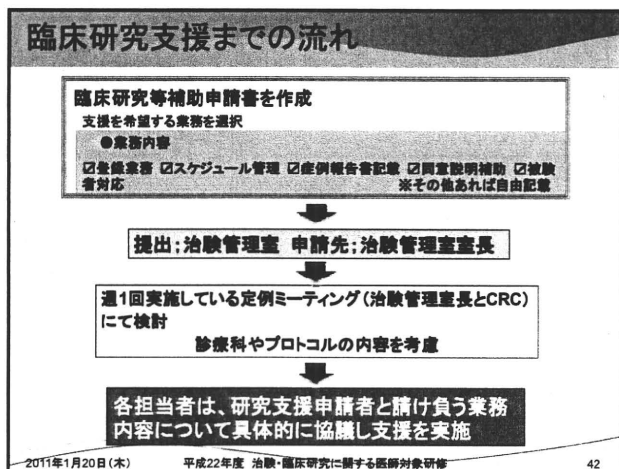 臨床研究支援までの流れ
臨床研究等補助申請書を作成
支援を希望する業務を選択
●業務内容
☑登録業務 ☑スケジュール管理 ☑症例報告書記載 ☑同意説明補助 ☑被験
者対応 ※その他あれば自由記載
提出;治験管理室 申請先;治験管理室室長
週1回実施している定例ミーティング(治験管理室長とCRC)
にて検討
診療科やプロトコルの内容を考慮
各担当者は、研究支援申請者と請け負う業務
内容について具体的に協議し支援を実施
2011年1月20日(木) 平成22年度 治験・臨床研究に関する医師対象研修 42